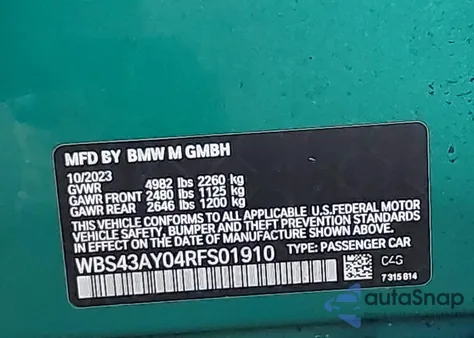 MFD BY BMW M GMBH
10/2023
GVWR 4982 lbs 2260 kg
GAWR FRONT 2480 lbs 1125 kg
GAWR REAR 2646 lbs 1200 kg
THIS VEHICLE CONFORMS TO ALL APPLICABLE U.S.FEDERAL MOTOR
VEHICLE SAFETY, BUMPER AND THEFT PREVENTION STANDARDS
IN EFFECT ON THE DATE OF MANUFACTURE SHOWN ABOVE.
WBS43AY04RFS01910 TYPE: PASSENGER CAR
C4G
7 315 814
autoSnap